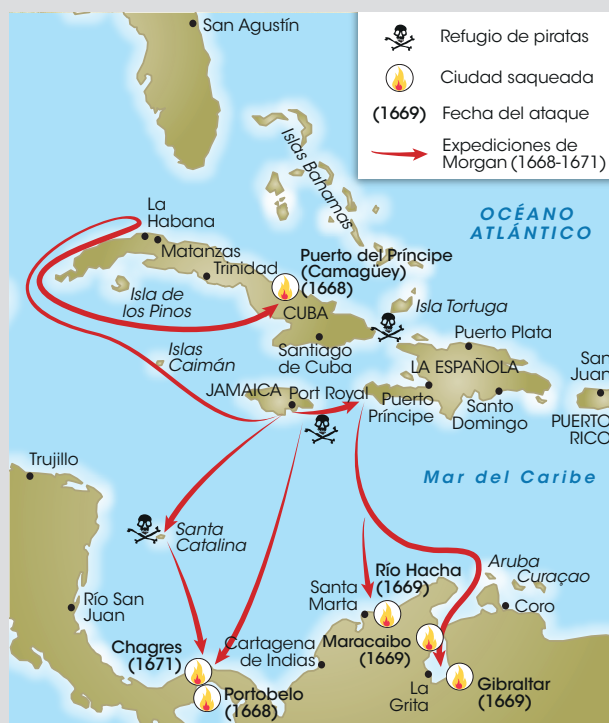 San Agustín
Refugio de piratas
Ciudad saqueada
(1669) Fecha del ataque
Expediciones de
Morgan (1668-1671)
Islas Bahamas
OCÉANO
ATLÁNTICO
La
Habana
Matanzas
Trinidad
Puerto del Príncipe
(Camagüey)
(1668)
Isla de
los Pinos
CUBA
Isla Tortuga
Santiago
de Cuba
Puerto Plata
Islas
Caimán
LA ESPAÑOLA
San
Juan
JAMAICA
Port Royal
Puerto
Príncipe
Santo
Domingo
PUERTO
RICO
Trujillo
Mar del Caribe
Santa
Catalina
Aruba
Curaçao
Río Hacha
(1669)
Santa
Marta
Coro
Río San
Juan
Maracaibo
(1669)
Chagres
(1671)
Cartagena
de Indias
La
Grita
Gibraltar
(1669)
Portobelo
(1668)